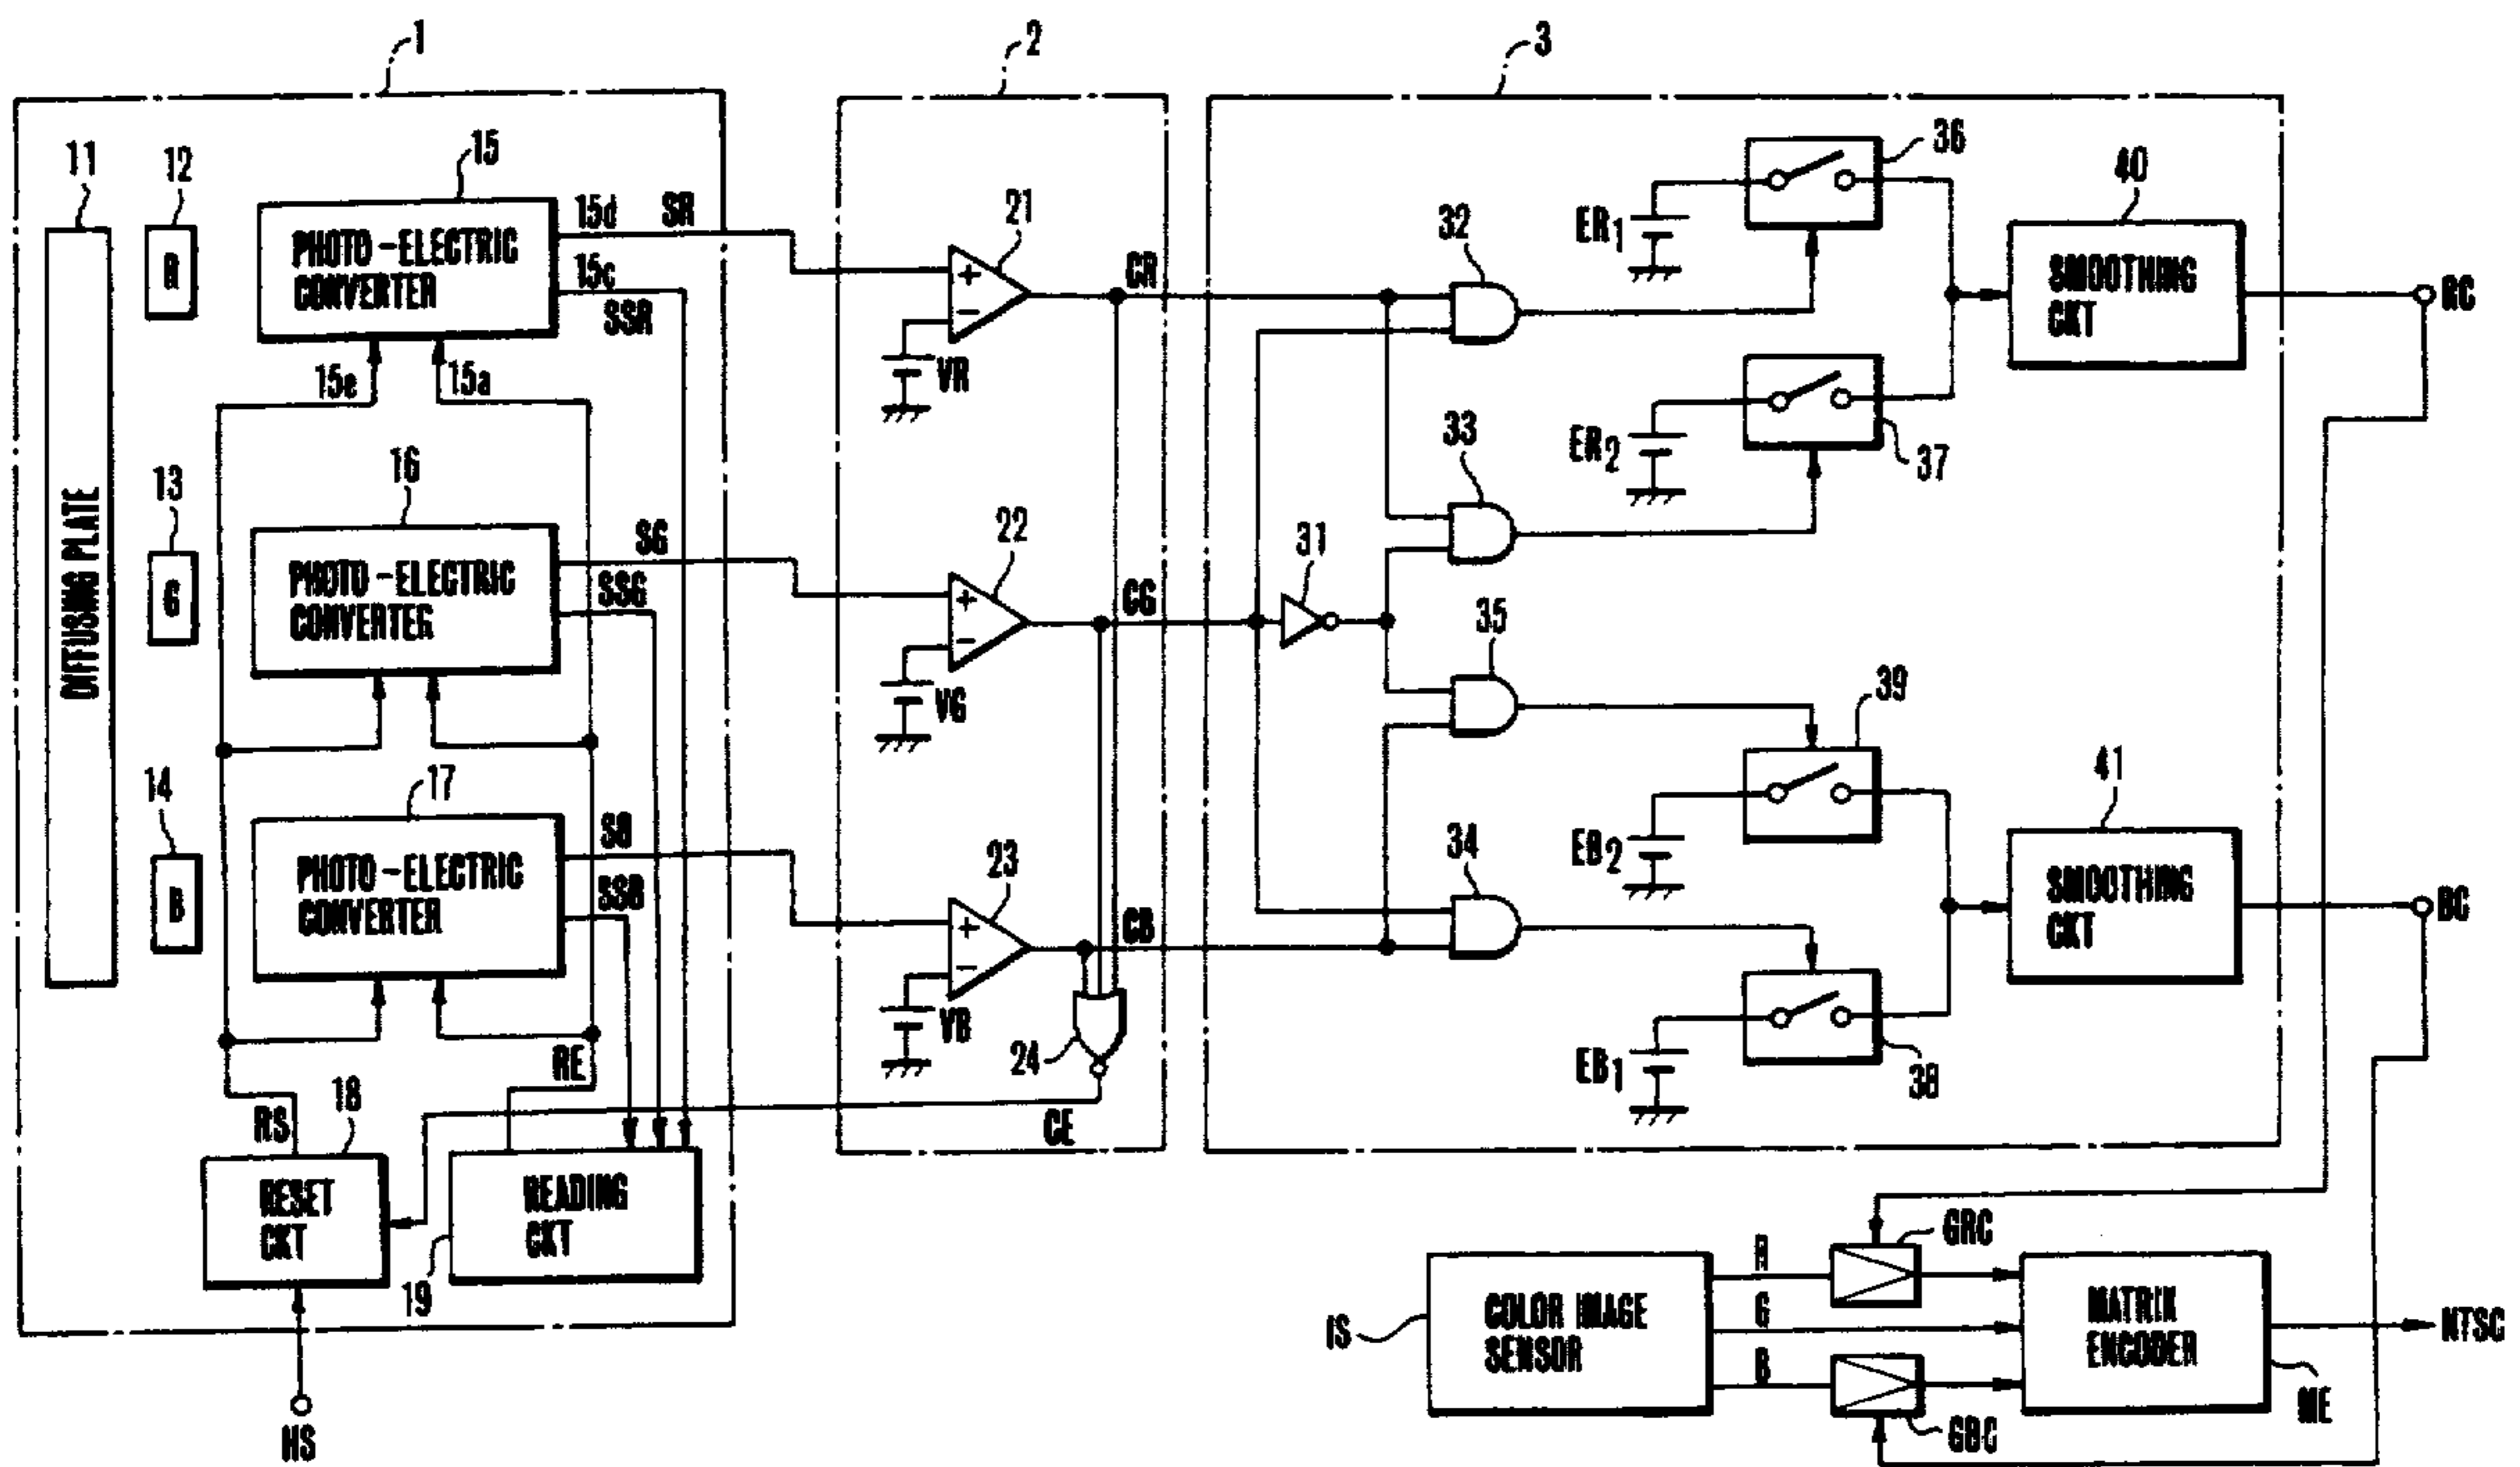 1
2
3
11
12
15
15d
SR
R
PHOTO-ELECTRIC
CONVERTER
15c
SSR
15e
15a
21
+
−
VR
CR
32
ER1
36
40
SMOOTHING
CKT
RC
33
ER2
37
DIFFUSING PLATE
13
G
16
PHOTO-ELECTRIC
CONVERTER
SG
SSG
22
+
−
VG
CG
31
35
39
EB2
41
SMOOTHING
CKT
BC
14
B
17
PHOTO-ELECTRIC
CONVERTER
SB
SSB
23
+
−
VB
CB
24
34
EB1
38
RE
RS
18
CE
RESET
CKT
19
READING
CKT
HS
IS
COLOR IMAGE
SENSOR
R
G
B
GRC
GBC
MATRIX
ENCODER
ME
NTSC